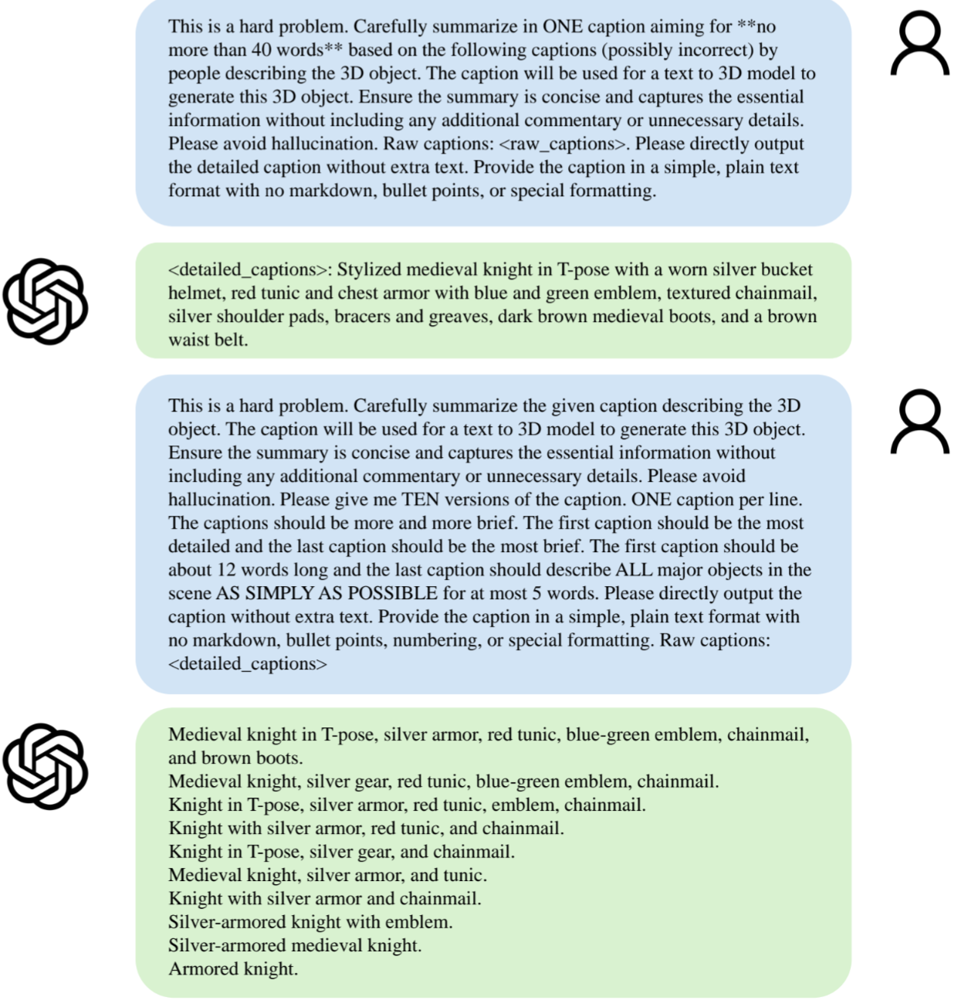 This is a hard problem. Carefully summarize in ONE caption aiming for **no
more than 40 words** based on the following captions (possibly incorrect) by
people describing the 3D object. The caption will be used for a text to 3D model to
generate this 3D object. Ensure the summary is concise and captures the essential
information without including any additional commentary or unnecessary details.
Please avoid hallucination. Raw captions: <raw_captions>. Please directly output
the detailed caption without extra text. Provide the caption in a simple, plain text
format with no markdown, bullet points, or special formatting.
<detailed_captions>: Stylized medieval knight in T-pose with a worn silver bucket
helmet, red tunic and chest armor with blue and green emblem, textured chainmail,
silver shoulder pads, bracers and greaves, dark brown medieval boots, and a brown
waist belt.
This is a hard problem. Carefully summarize the given caption describing the 3D
object. The caption will be used for a text to 3D model to generate this 3D object.
Ensure the summary is concise and captures the essential information without
including any additional commentary or unnecessary details. Please avoid
hallucination. Please give me TEN versions of the caption. ONE caption per line.
The captions should be more and more brief. The first caption should be the most
detailed and the last caption should be the most brief. The first caption should be
about 12 words long and the last caption should describe ALL major objects in the
scene AS SIMPLY AS POSSIBLE for at most 5 words. Please directly output the
caption without extra text. Provide the caption in a simple, plain text format with
no markdown, bullet points, numbering, or special formatting. Raw captions:
<detailed_captions>
Medieval knight in T-pose, silver armor, red tunic, blue-green emblem, chainmail,
and brown boots.
Medieval knight, silver gear, red tunic, blue-green emblem, chainmail.
Knight in T-pose, silver armor, red tunic, emblem, chainmail.
Knight with silver armor, red tunic, and chainmail.
Knight in T-pose, silver gear, and chainmail.
Medieval knight, silver armor, and tunic.
Knight with silver armor and chainmail.
Silver-armored knight with emblem.
Silver-armored medieval knight.
Armored knight.